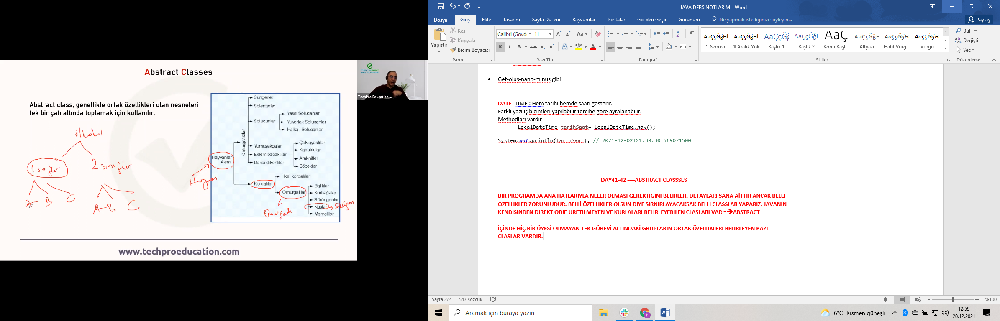 Abstract Classes
Abstract class, genellikle ortak özellikleri olan nesneleri
tek bir çatı altında toplamak için kullanılır.
ilkokul
1.sınıflar
2.sınıflar
A B C
A B C
Hayvan
Hayvanlar
Alemi
Omurgasızlar
Süngerler
Sölenterler
Solucunlar
Yassı Solucanlar
Yuvarlak Solucanlar
Halkalı Solucanlar
Yumuşakçalar
Eklem bacaklılar
Derisi dikenliler
Çok ayaklılar
Kabuklular
Araknitler
Böcekler
Kordalılar
İlkel kordalılar
Omurgalılar
Omurgalı
Balıklar
Kurbağalar
Sürüngenler
Kuşlar
Memeliler
www.techproeducation.com
TECHPRO
EDUCATION
TechPro Education ...
JAVA DERS NOTLARIM - Word
Dosya Giriş Ekle Tasarım Sayfa Düzeni Başvurular Postalar Gözden Geçir Görünüm Ne yapmak istediğinizi söyleyin... Paylaş
Yapıştır
Kes
Kopyala
Biçim Boyacısı
Calibri (Gövd 11
K T A abc x₂ x²
AaÇçĞğHl AaÇçĞğHl AaÇçĞğ AaÇçĞğH AaÇ AaÇçĞğH AaÇçĞğHl AaÇçĞğHl
¶ Normal ¶ Aralık Yok Başlık 1 Başlık 2 Konu Başlı... Altyazı Hafif Vurg... Vurgu
Bul
Değiştir
Seç
Pano Yazı Tipi Paragraf Stiller Düzenleme
Farklı methodları vardır.
• Get-olus-nano-minus gibi
DATE- TİME : Hem tarihi hemde saati gösterir.
Farklı yazılış bıcımlerı yapılabılır tercıhe gore ayralanabılır.
Methodları vardır
LocalDateTime tarihSaat= LocalDateTime.now();
System.out.println(tarihSaat); // 2021-12-02T21:39:30.569071500
DAY41-42 ----ABSTRACT CLASSSES
BIR PROGRAMDA ANA HATLARIYLA NELER OLMASI GEREKTIGINI BELIRLER. DETAYLARI SANA AİTTIR ANCAK BELLI
OZELLIKLER ZORUNLUDUR. BELLİ ÖZELLIKLER OLSUN DIYE SIRNIRLAYACAKSAK BELLI CLASSLAR YAPARIZ. JAVANIN
KENDISINDEN DIREKT OBJE URETILMEYEN VE KURLALARI BELIRLEYEBILEN CLASLARI VAR =➔ABSTRACT
İÇİNDE HİÇ BİR ÜYESİ OLMAYAN TEK GÖREVİ ALTINDAKİ GRUPLARIN ORTAK ÖZELLIKLERI BELIRLEYEN BAZI
CLASLAR VARDIR.
Sayfa 2/2 547 sözcük %100
Aramak için buraya yazın
6°C Kısmen güneşli
12:59
20.12.2021